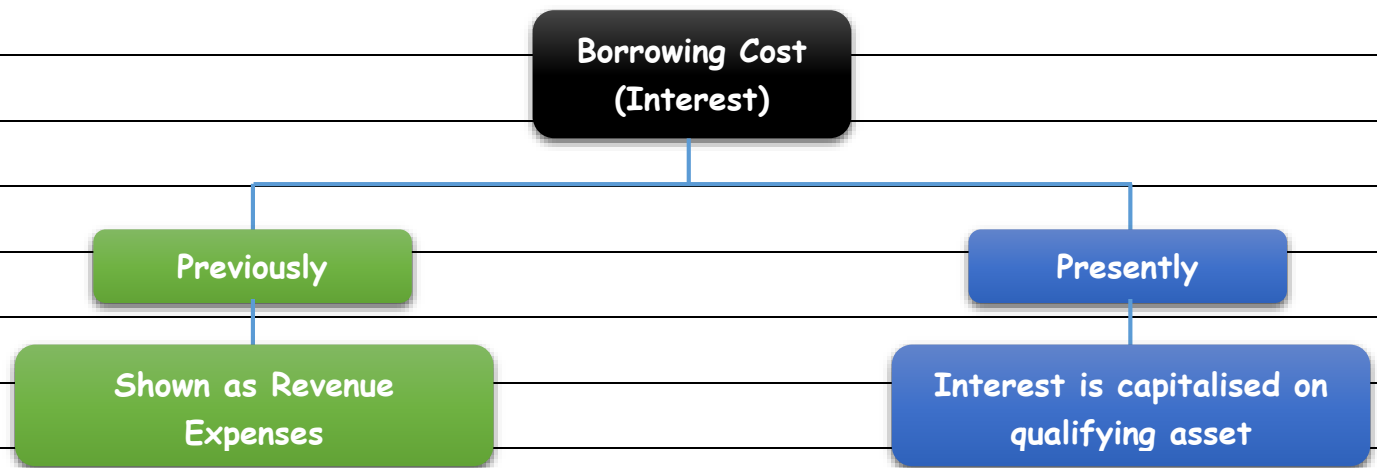 Borrowing Cost
(Interest)
Previously
Presently
Shown as Revenue
Expenses
Interest is capitalised on
qualifying asset